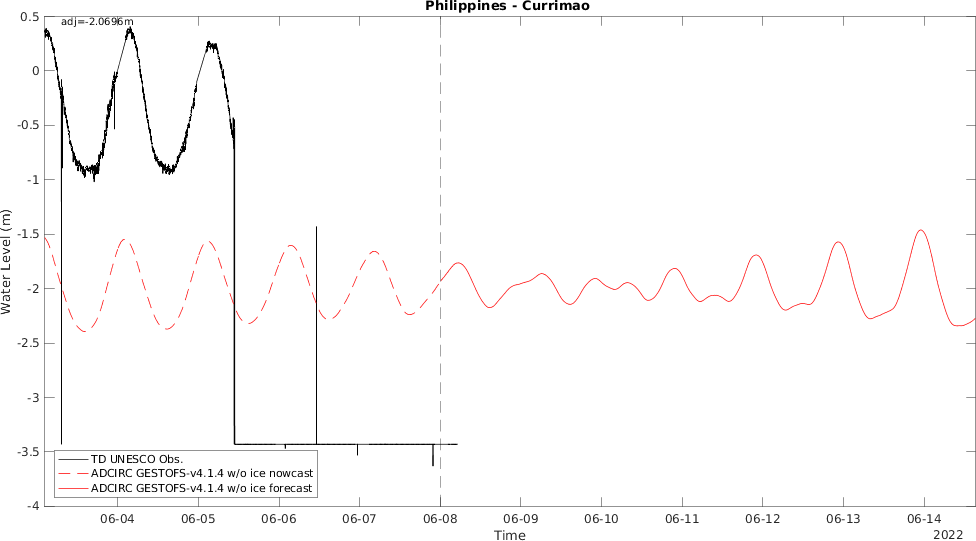 Philippines - Currimao
adj=-2.0696m
0.5
0
-0.5
-1
-1.5
-2
-2.5
-3
-3.5
-4
Water Level (m)
TD UNESCO Obs.
ADCIRC GESTOFS-v4.1.4 w/o ice nowcast
ADCIRC GESTOFS-v4.1.4 w/o ice forecast
06-04 06-05 06-06 06-07 06-08 06-09 06-10 06-11 06-12 06-13 06-14
Time
2022